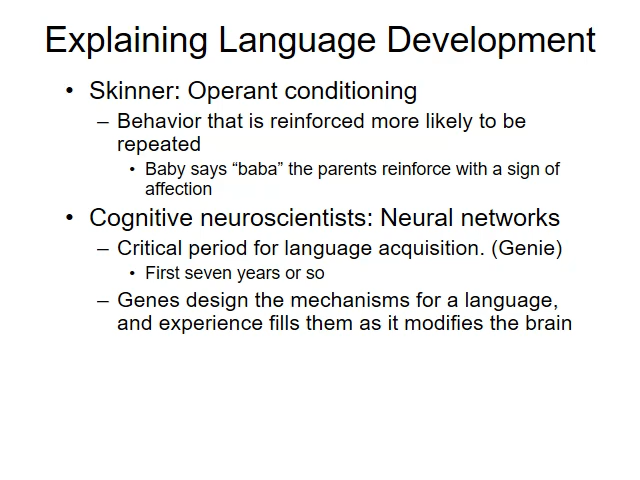 Explaining Language Development
• Skinner: Operant conditioning
– Behavior that is reinforced more likely to be
repeated
• Baby says “baba” the parents reinforce with a sign of
affection
• Cognitive neuroscientists: Neural networks
– Critical period for language acquisition. (Genie)
• First seven years or so
– Genes design the mechanisms for a language,
and experience fills them as it modifies the brain